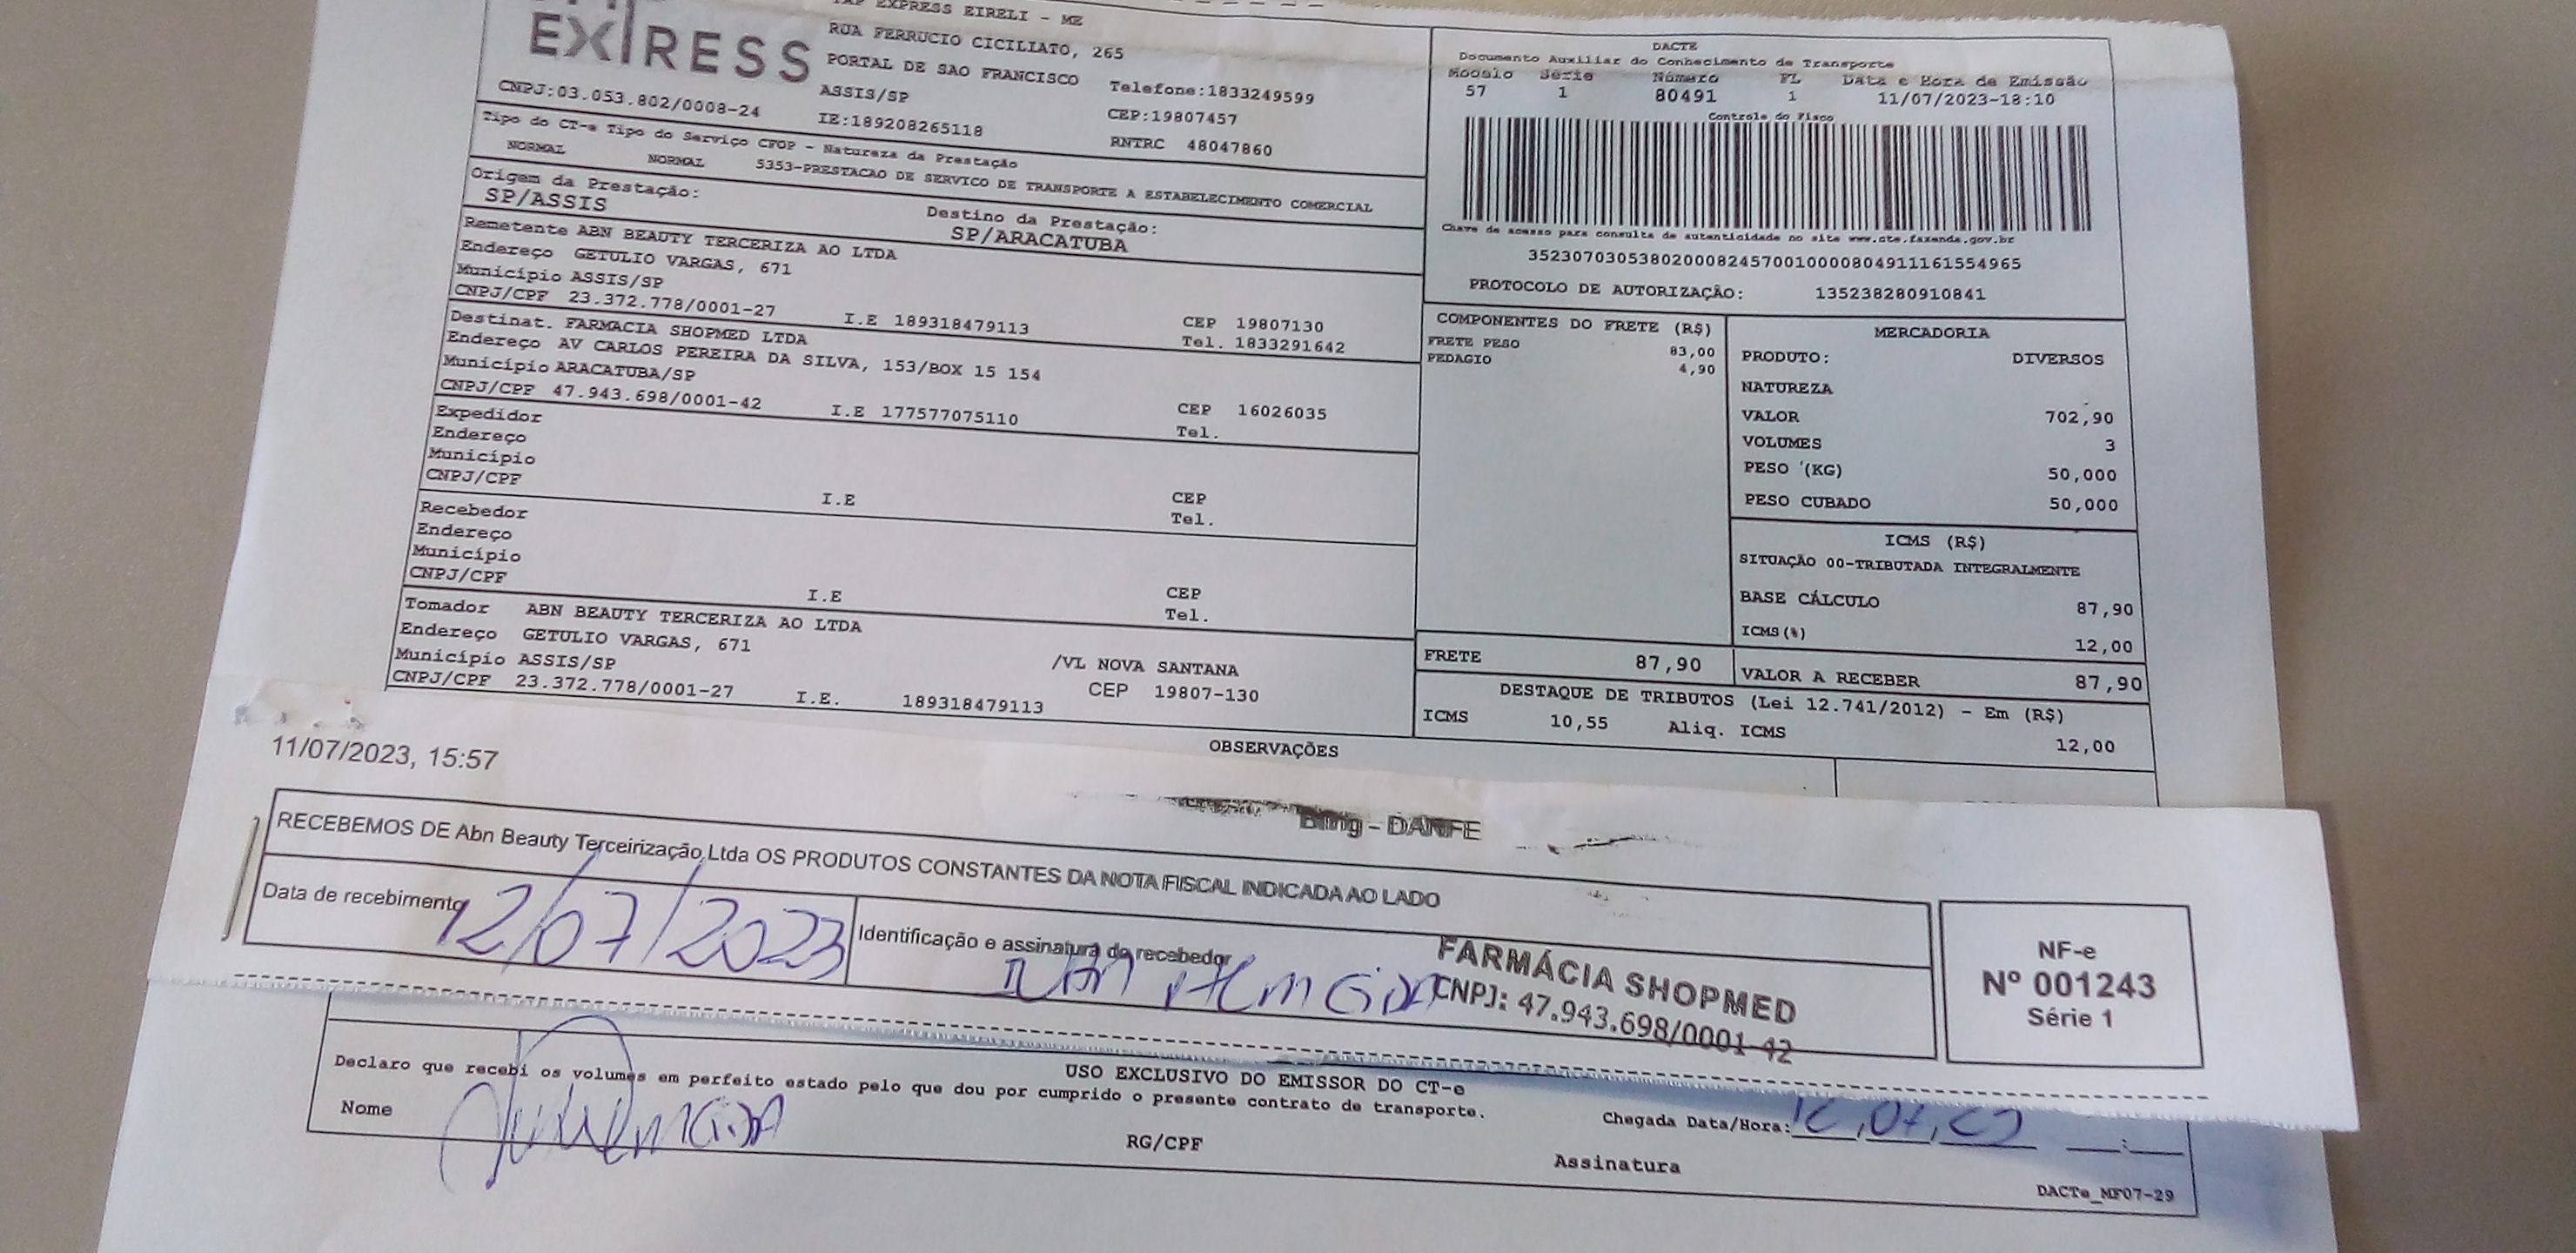 EXPRESS
TAP EXPRESS EIRELI - ME
RUA FERRUCIO CICILIATO, 265
PORTAL DE SAO FRANCISCO Telefone:1833249599
ASSIS/SP CEP:19807457
CNPJ:03.053.802/0008-24 IE:189208265118 RNTRC 48047860
Tipo do CT-e Tipo do Serviço CFOP - Natureza da Prestação
NORMAL NORMAL 5353-PRESTACAO DE SERVICO DE TRANSPORTE A ESTABELECIMENTO COMERCIAL
Origem da Prestação: Destino da Prestação:
SP/ASSIS SP/ARACATUBA
Remetente ABN BEAUTY TERCERIZA AO LTDA
Endereço GETULIO VARGAS, 671
Município ASSIS/SP CEP 19807130
CNPJ/CPF 23.372.778/0001-27 I.E 189318479113 Tel. 1833291642
Destinat. FARMACIA SHOPMED LTDA
Endereço AV CARLOS PEREIRA DA SILVA, 153/BOX 15 154
Município ARACATUBA/SP CEP 16026035
CNPJ/CPF 47.943.698/0001-42 I.E 177577075110 Tel.
Expedidor
Endereço
Município CEP
CNPJ/CPF I.E Tel.
Recebedor
Endereço
Município CEP
CNPJ/CPF I.E Tel.
Tomador ABN BEAUTY TERCERIZA AO LTDA
Endereço GETULIO VARGAS, 671 /VL NOVA SANTANA
Município ASSIS/SP CEP 19807-130
CNPJ/CPF 23.372.778/0001-27 I.E. 189318479113
OBSERVAÇÕES
DACTE
Documento Auxiliar do Conhecimento de Transporte
Modelo Série Número FL Data e Hora de Emissão
57 1 80491 1 11/07/2023-18:10
Controle do Fisco
Chave de acesso para consulta de autenticidade no site www.cte.fazenda.gov.br
35230703053802000824570010000804911161554965
PROTOCOLO DE AUTORIZAÇÃO: 135238280910841
COMPONENTES DO FRETE (R$)
FRETE PESO 83,00
PEDAGIO 4,90
MERCADORIA
PRODUTO: DIVERSOS
NATUREZA
VALOR 702,90
VOLUMES 3
PESO (KG) 50,000
PESO CUBADO 50,000
ICMS (R$)
SITUAÇÃO 00-TRIBUTADA INTEGRALMENTE
BASE CÁLCULO 87,90
ICMS(%) 12,00
FRETE 87,90 VALOR A RECEBER 87,90
DESTAQUE DE TRIBUTOS (Lei 12.741/2012) - Em (R$)
ICMS 10,55 Aliq. ICMS 12,00
11/07/2023, 15:57
Bling - DANFE
RECEBEMOS DE Abn Beauty Terceirização Ltda OS PRODUTOS CONSTANTES DA NOTA FISCAL INDICADA AO LADO
Data de recebimento 12/07/2023
Identificação e assinatura do recebedor
FARMÁCIA SHOPMED
CNPJ: 47.943.698/0001-42
NF-e
Nº 001243
Série 1
USO EXCLUSIVO DO EMISSOR DO CT-e
Declaro que recebi os volumes em perfeito estado pelo que dou por cumprido o presente contrato de transporte.
Nome RG/CPF Assinatura
Chegada Data/Hora: :
DACTe_MF07-29